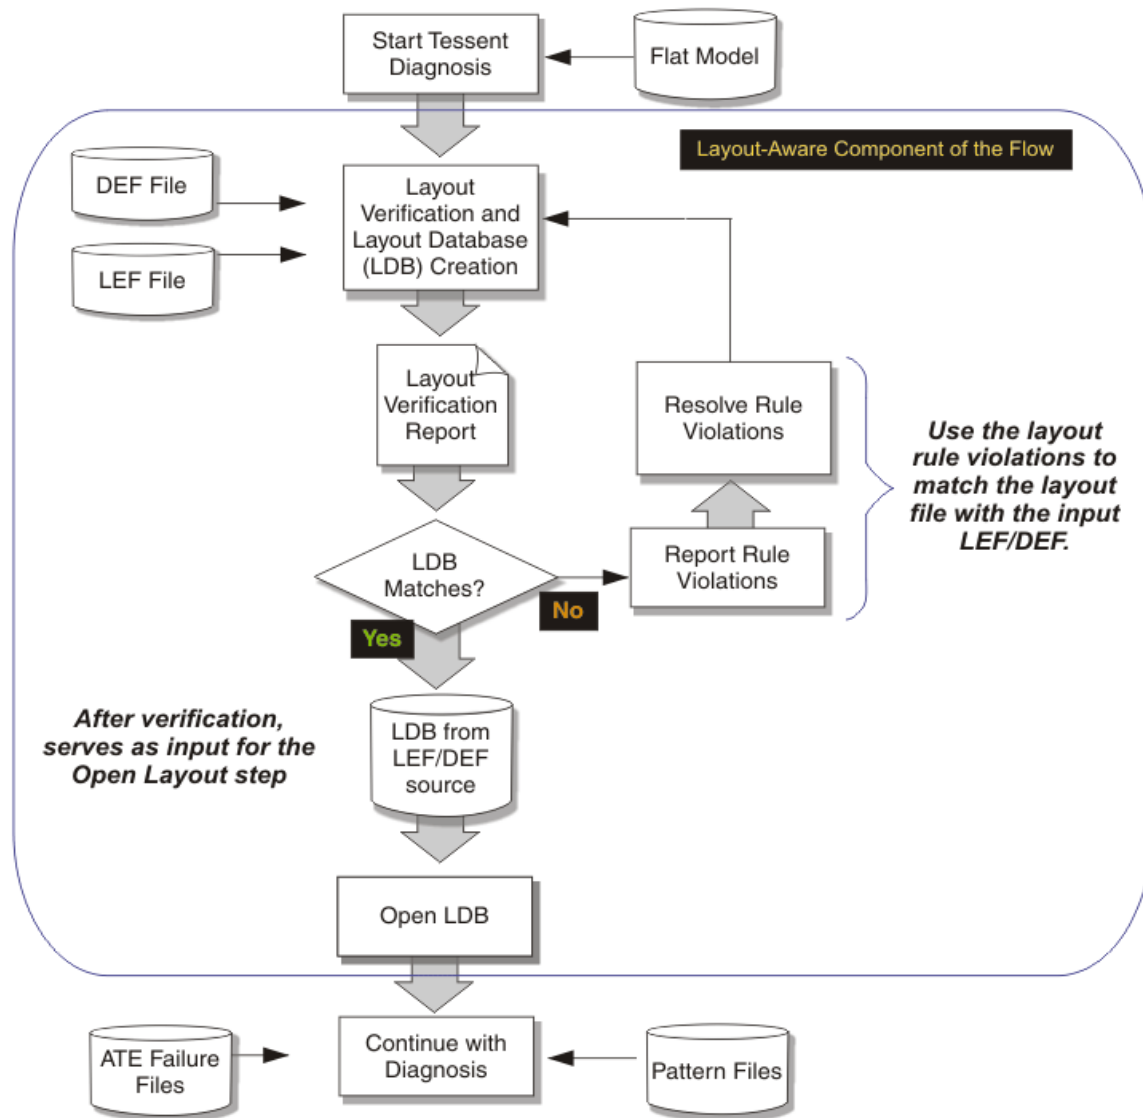 Start Tessent
Diagnosis
Flat Model
Layout-Aware Component of the Flow
DEF File
LEF File
Layout
Verification and
Layout Database
(LDB) Creation
Layout
Verification
Report
Resolve Rule
Violations
Use the layout
rule violations to
match the layout
file with the input
LEF/DEF.
LDB
Matches?
Report Rule
Violations
No
Yes
After verification,
serves as input for the
Open Layout step
LDB from
LEF/DEF
source
Open LDB
ATE Failure
Files
Continue with
Diagnosis
Pattern Files